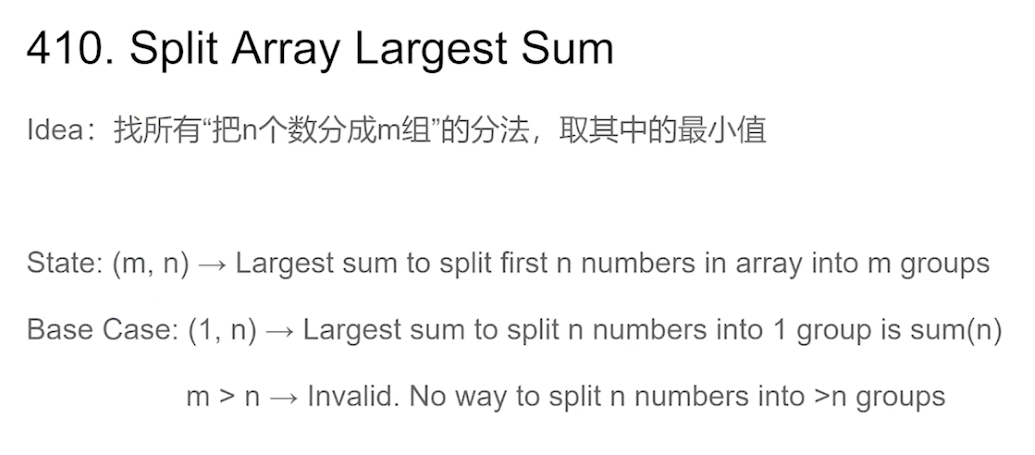 410. Split Array Largest Sum
Idea：找所有“把n个数分成m组”的分法，取其中的最小值
State: (m, n) → Largest sum to split first n numbers in array into m groups
Base Case: (1, n) → Largest sum to split n numbers into 1 group is sum(n)
m > n → Invalid. No way to split n numbers into >n groups